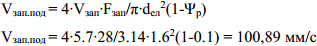 Vзап.под = 4·Vзап·Fзап/π·dсл²(1-Ψр)
Vзап.под = 4·5.7·28/3.14·1.6²(1-0.1) = 100,89 мм/с